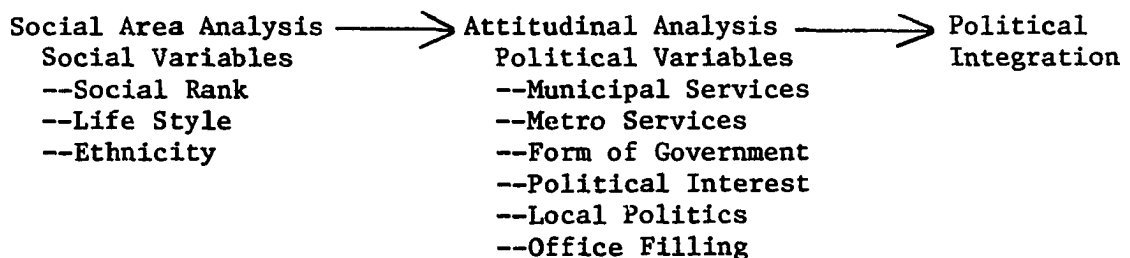 Social Area Analysis Attitudinal Analysis Political
Social Variables Political Variables Integration
--Social Rank --Municipal Services
--Life Style --Metro Services
--Ethnicity --Form of Government
--Political Interest
--Local Politics
--Office Filling